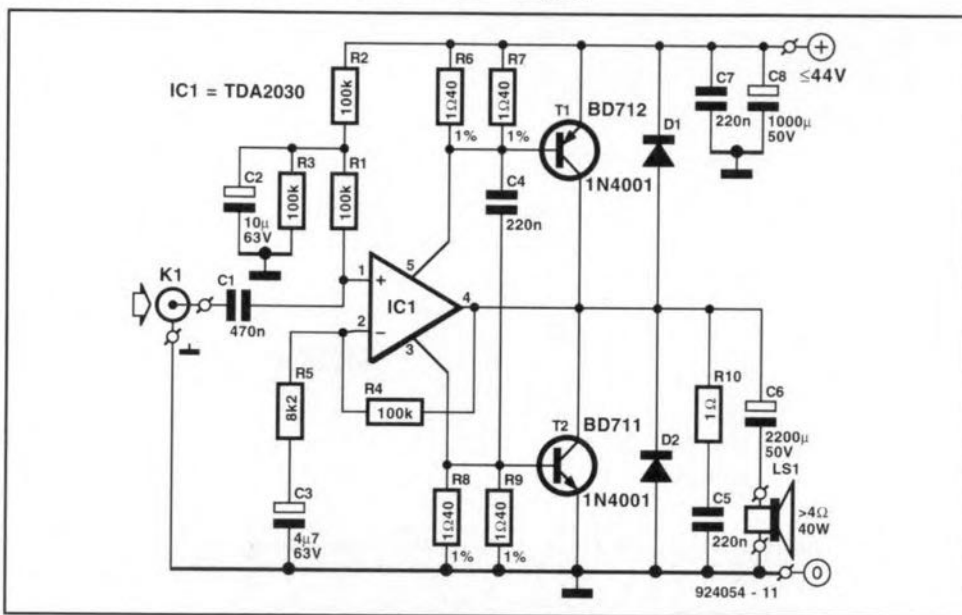 IC1 = TDA2030
R2
100k
R6
1Ω40
1%
R7
1Ω40
1%
T1
BD712
1N4001
D1
C7
220n
C8
1000µ
50V
+
≤44V
C2
10µ
63V
R3
100k
R1
100k
C4
220n
K1
C1
470n
1
+
2
−
5
IC1
4
3
R5
8k2
R4
100k
C3
4µ7
63V
R8
1Ω40
1%
R9
1Ω40
1%
T2
BD711
1N4001
D2
R10
1Ω
C5
220n
C6
2200µ
50V
LS1
>4Ω
40W
0
924054 - 11